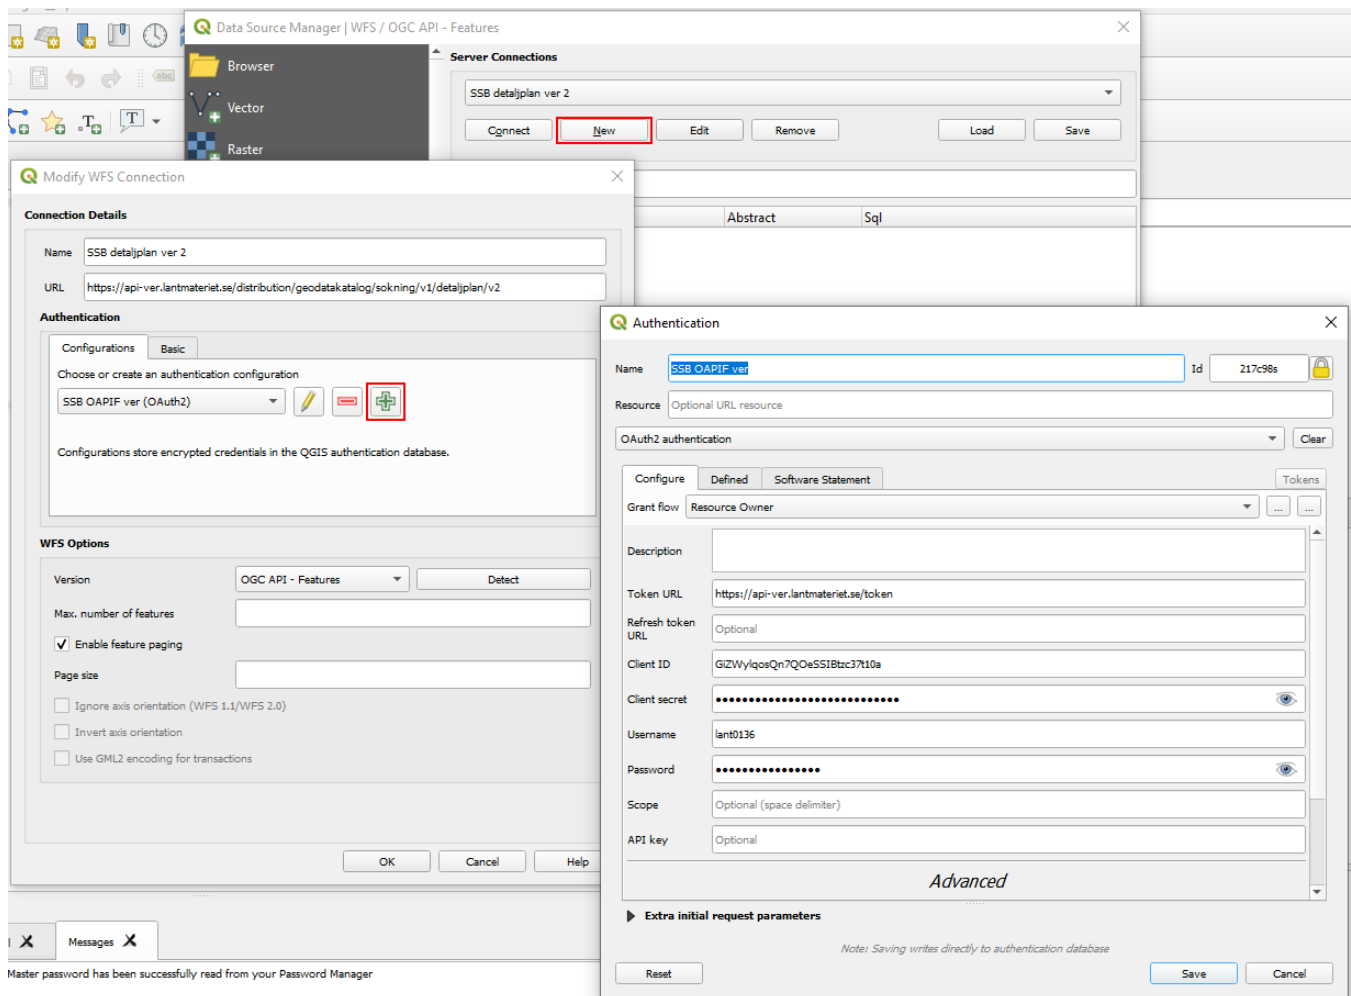 Data Source Manager | WFS / OGC API - Features
Browser
Vector
Raster
Server Connections
SSB detaljplan ver 2
Connect New Edit Remove Load Save
Abstract Sql
abc
T
T
Modify WFS Connection
Connection Details
Name SSB detaljplan ver 2
URL https://api-ver.lantmateriet.se/distribution/geodatakatalog/sokning/v1/detaljplan/v2
Authentication
Configurations Basic
Choose or create an authentication configuration
SSB OAPIF ver (OAuth2)
Configurations store encrypted credentials in the QGIS authentication database.
WFS Options
Version OGC API - Features Detect
Max. number of features
Enable feature paging
Page size
Ignore axis orientation (WFS 1.1/WFS 2.0)
Invert axis orientation
Use GML2 encoding for transactions
OK Cancel Help
Messages
Master password has been successfully read from your Password Manager
Authentication
Name SSB OAPIF ver Id 217c98s
Resource Optional URL resource
OAuth2 authentication Clear
Configure Defined Software Statement Tokens
Grant flow Resource Owner ... ...
Description
Token URL https://api-ver.lantmateriet.se/token
Refresh token
URL Optional
Client ID GiZWylqosQn7QOeSSIBtzc37t10a
Client secret ••••••••••••••••••••••••••••
Username lant0136
Password ••••••••••••••••
Scope Optional (space delimiter)
API key Optional
Advanced
Extra initial request parameters
Note: Saving writes directly to authentication database
Reset Save Cancel